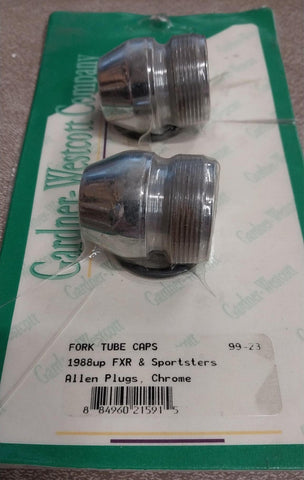 Gardner-Westcott Company
FORK TUBE CAPS 99-23
1988up FXR & Sportsters
Allen Plugs, Chrome
8 84960 21591 5